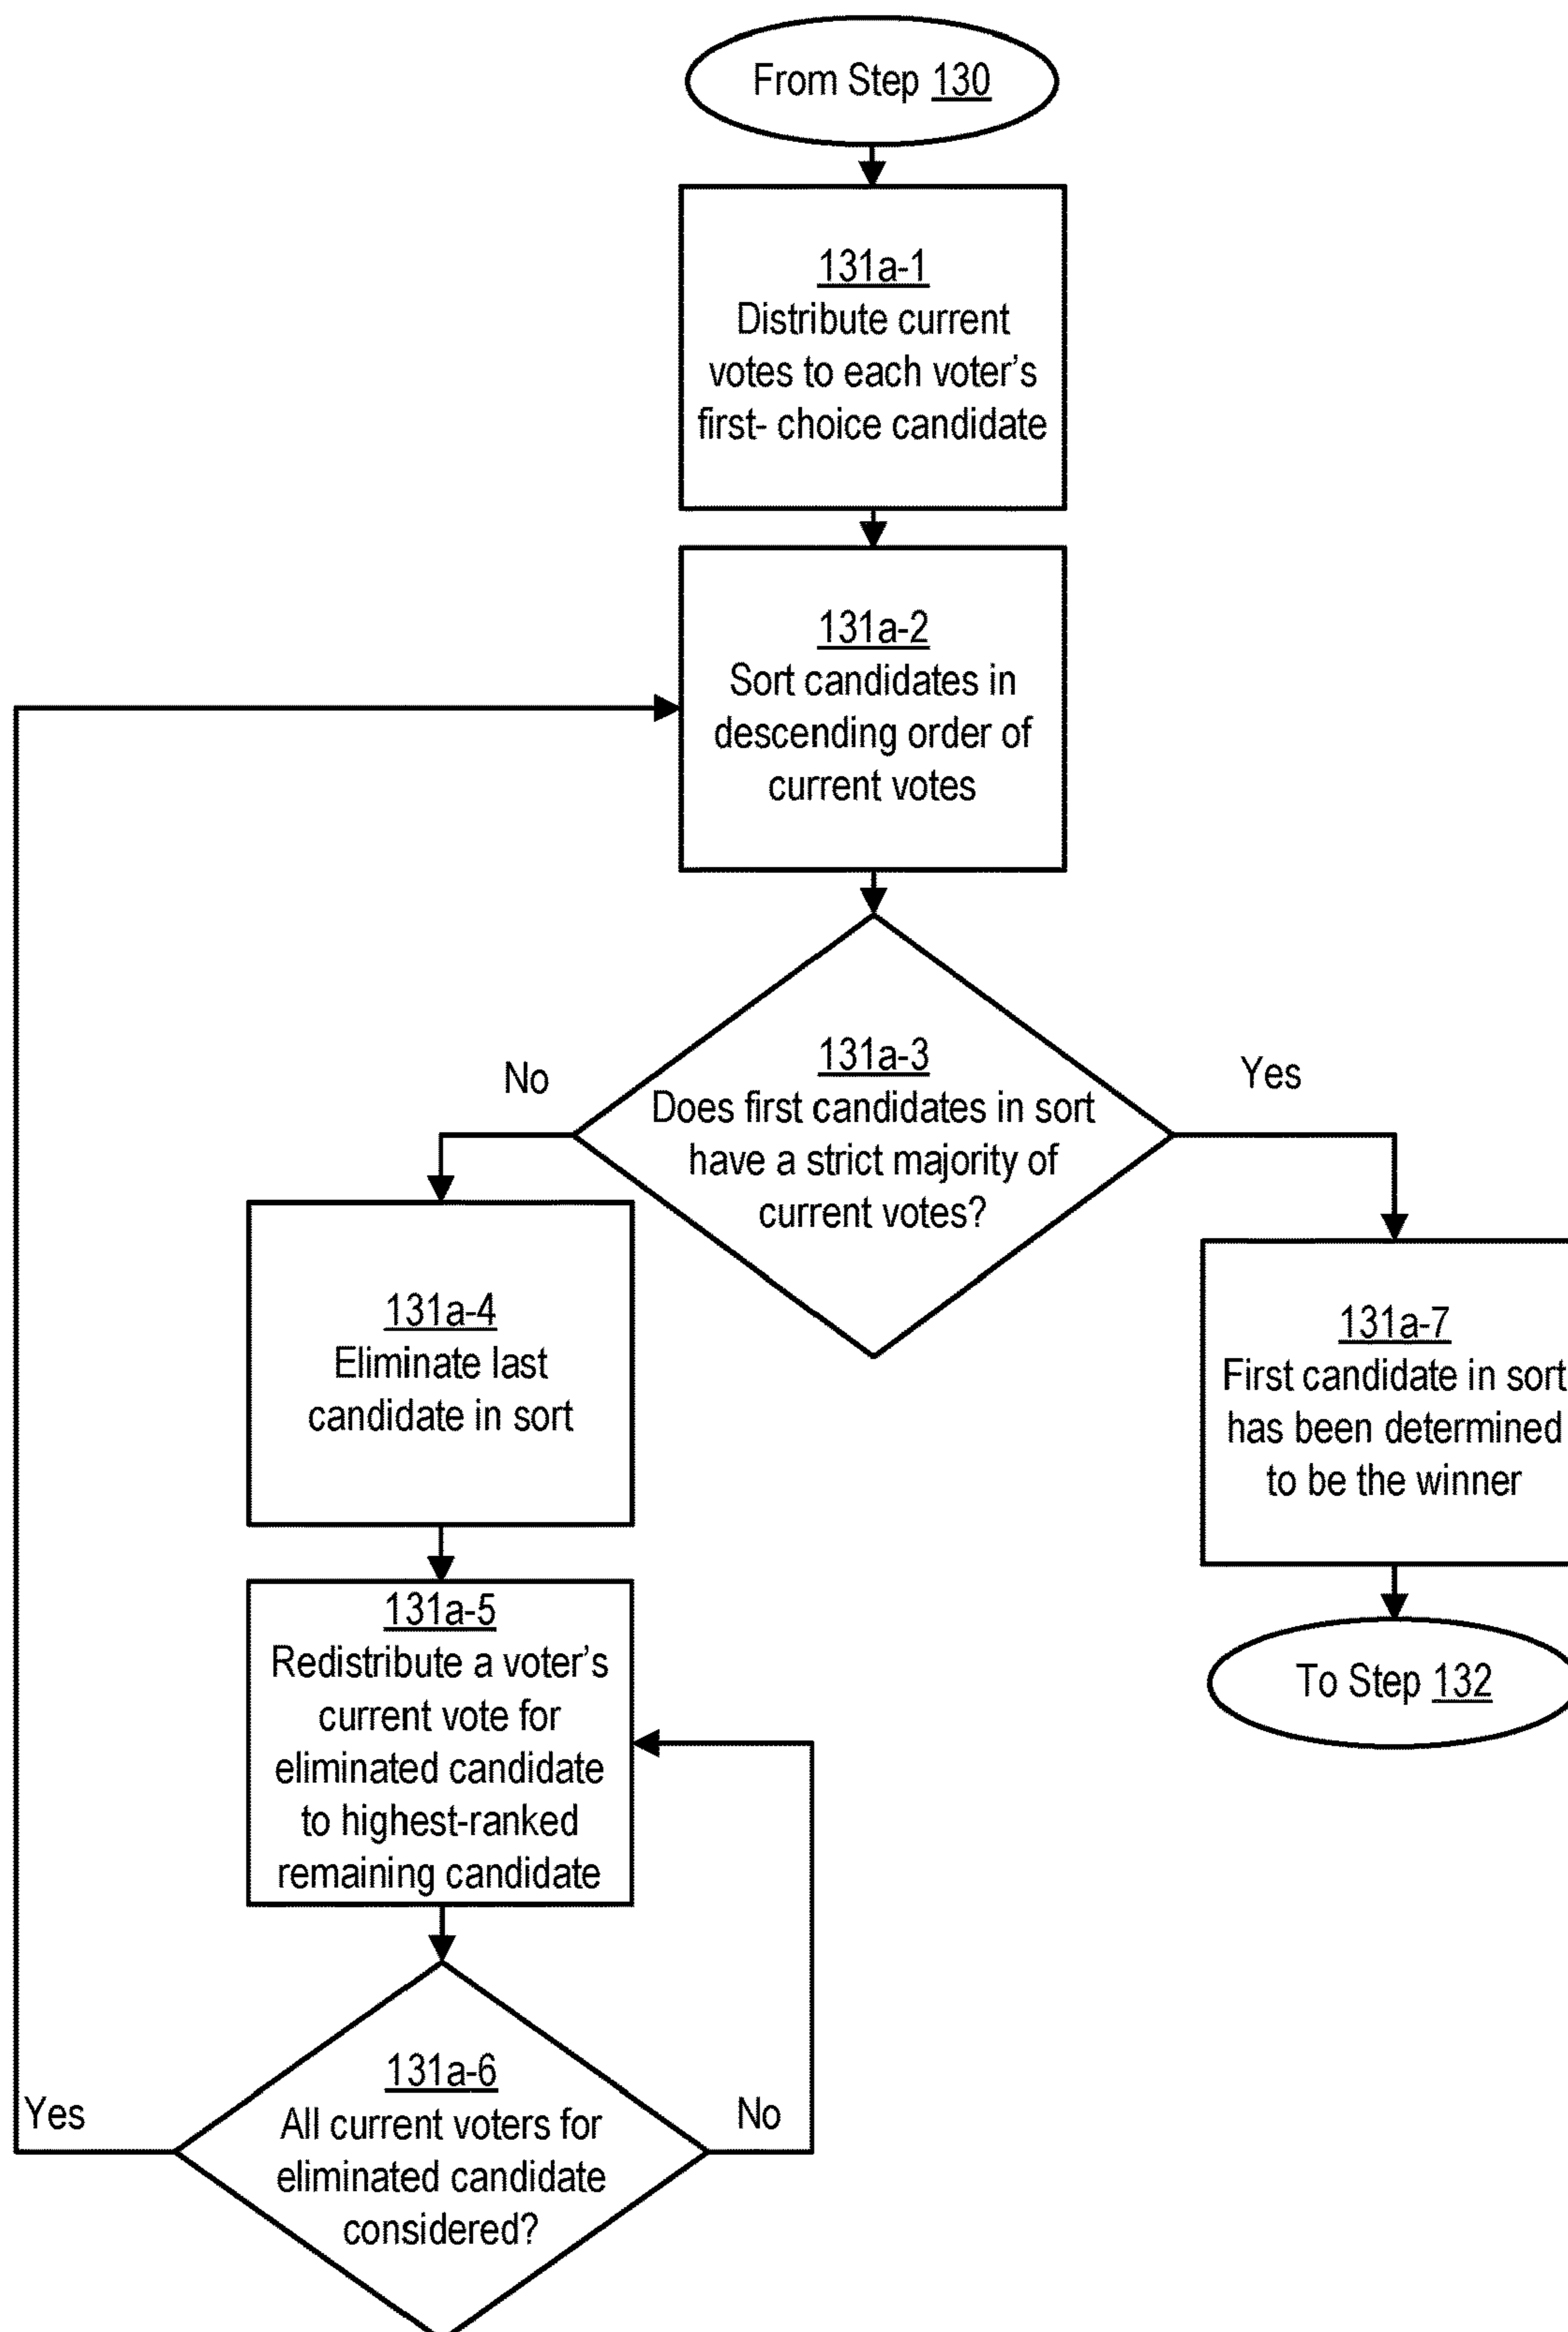 From Step 130
131a-1
Distribute current
votes to each voter's
first- choice candidate
131a-2
Sort candidates in
descending order of
current votes
131a-3
Does first candidates in sort
have a strict majority of
current votes?
No
Yes
131a-4
Eliminate last
candidate in sort
131a-7
First candidate in sort
has been determined
to be the winner
131a-5
Redistribute a voter's
current vote for
eliminated candidate
to highest-ranked
remaining candidate
To Step 132
131a-6
All current voters for
eliminated candidate
considered?
Yes
No